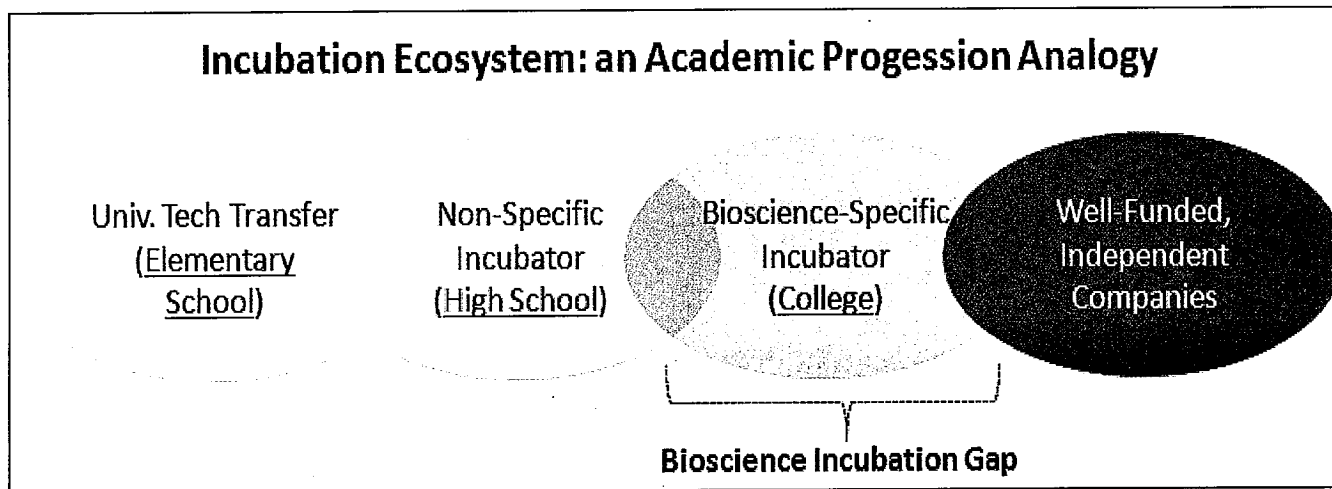 Incubation Ecosystem: an Academic Progession Analogy
Univ. Tech Transfer
(Elementary
School)
Non-Specific
Incubator
(High School)
Bioscience-Specific
Incubator
(College)
Well-Funded,
Independent
Companies
Bioscience Incubation Gap